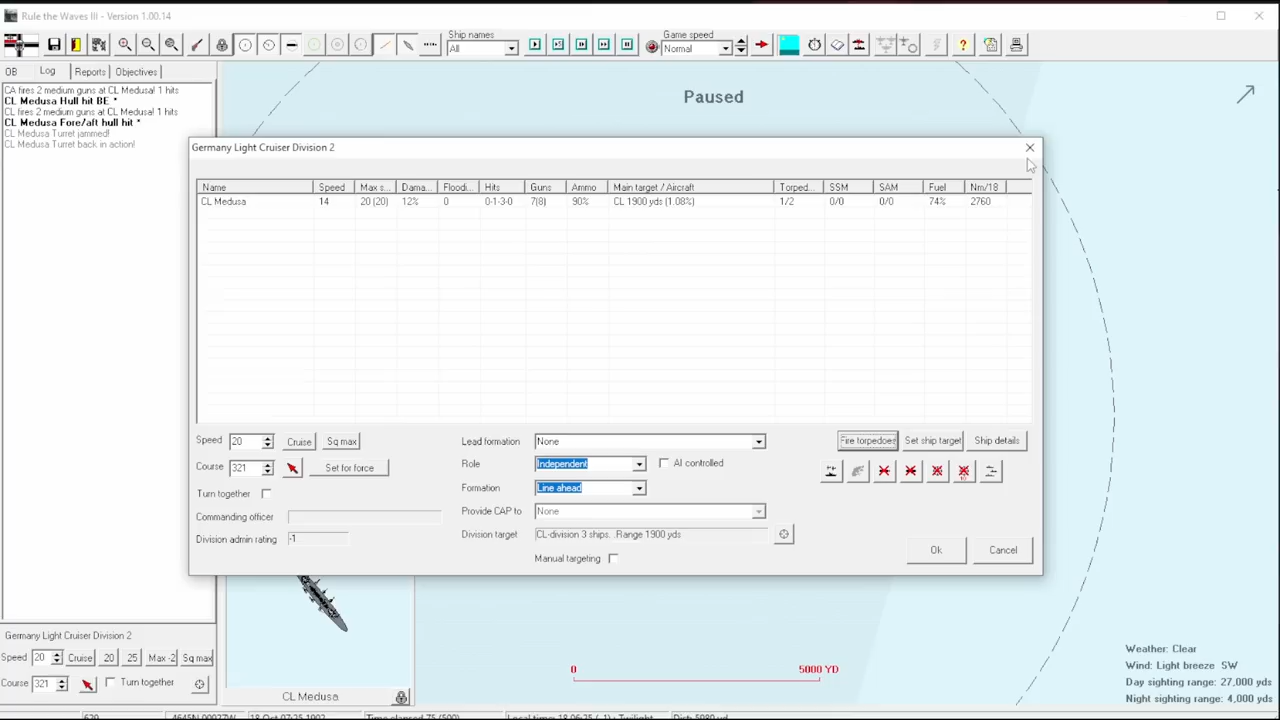 Rule the Waves III - Version 1.00.14
Ship names
Game speed
All
Normal
OB
Log
Reports
Objectives
CA fires 2 medium guns at CL Medusa! 1 hits
CL Medusa Hull hit BE *
CL fires 2 medium guns at CL Medusa! 1 hits
CL Medusa Fore/aft hull hit *
CL Medusa Turret jammed!
CL Medusa Turret back in action!
Paused
Germany Light Cruiser Division 2
Name
Speed
Max s...
Dama...
Floodi...
Hits
Guns
Ammo
Main target / Aircraft
Torped...
SSM
SAM
Fuel
Nm/18
CL Medusa
14
20 (20)
12%
0
0-1-3-0
7(8)
90%
CL 1900 yds (1.08%)
1/2
0/0
0/0
74%
2760
Speed
20
Cruise
Sq max
Course
321
Set for force
Turn together
Commanding officer
Division admin rating
-1
Lead formation
None
Role
Independent
AI controlled
Formation
Line ahead
Provide CAP to
None
Division target
CL-division 3 ships. .Range 1900 yds
Manual targeting
Fire torpedoes
Set ship target
Ship details
Ok
Cancel
Germany Light Cruiser Division 2
Speed
20
Cruise
20
25
Max -2
Sq max
Course
321
Turn together
CL Medusa
0
5000 YD
Weather: Clear
Wind: Light breeze SW
Day sighting range: 27,000 yds
Night sighting range: 4,000 yds
Time elapsed 75 (500)